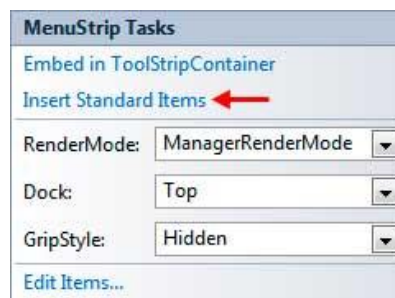 MenuStrip Tasks
Embed in ToolStripContainer
Insert Standard Items
RenderMode: ManagerRenderMode
Dock: Top
GripStyle: Hidden
Edit Items...